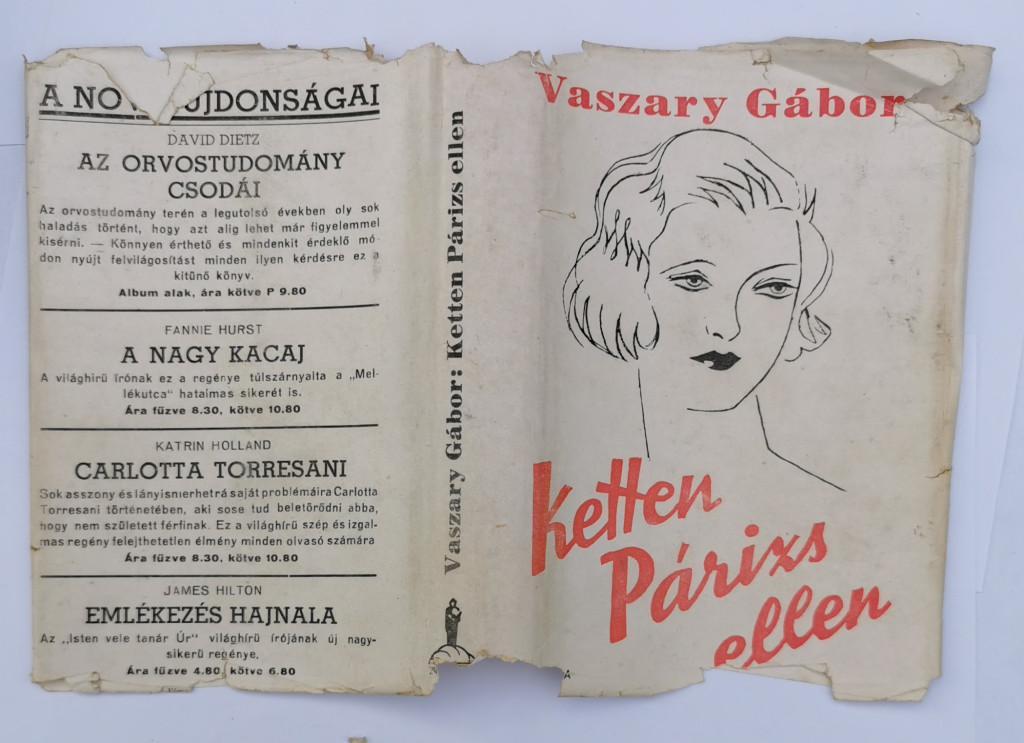 A NOV ÚJDONSÁGAI
DAVID DIETZ
AZ ORVOSTUDOMÁNY
CSODÁI
Az orvostudomány terén a legutolsó években oly sok
haladás történt, hogy azt alig lehet már figyelemmel
kisérni. — Könnyen érthető és mindenkit érdeklő mó-
don nyújt felvilágosítást minden ilyen kérdésre ez a
kitünő könyv.
Album alak, ára kötve P 9.80
FANNIE HURST
A NAGY KACAJ
A világhirü írónak ez a regénye túlszárnyalta a „Mel-
lékutca“ hatalmas sikerét is.
Ára fűzve 8.30, kötve 10.80
KATRIN HOLLAND
CARLOTTA TORRESANI
Sok asszony és lány ismerhet rá saját problémáira Carlotta
Torresani történetében, aki sose tud beletörődni abba,
hogy nem született férfinak. Ez a világhírű szép és izgal-
mas regény felejthetetlen élmény minden olvasó számára
Ára fűzve 8.30, kötve 10.80
JAMES HILTON
EMLÉKEZÉS HAJNALA
Az „Isten vele tanár Úr“ világhírü írójának új nagy-
sikerü regénye.
Ára fűzve 4.80, kötve 6.80
Vaszary Gábor: Ketten Párizs ellen
Vaszary Gábor
Ketten
Párizs
ellen